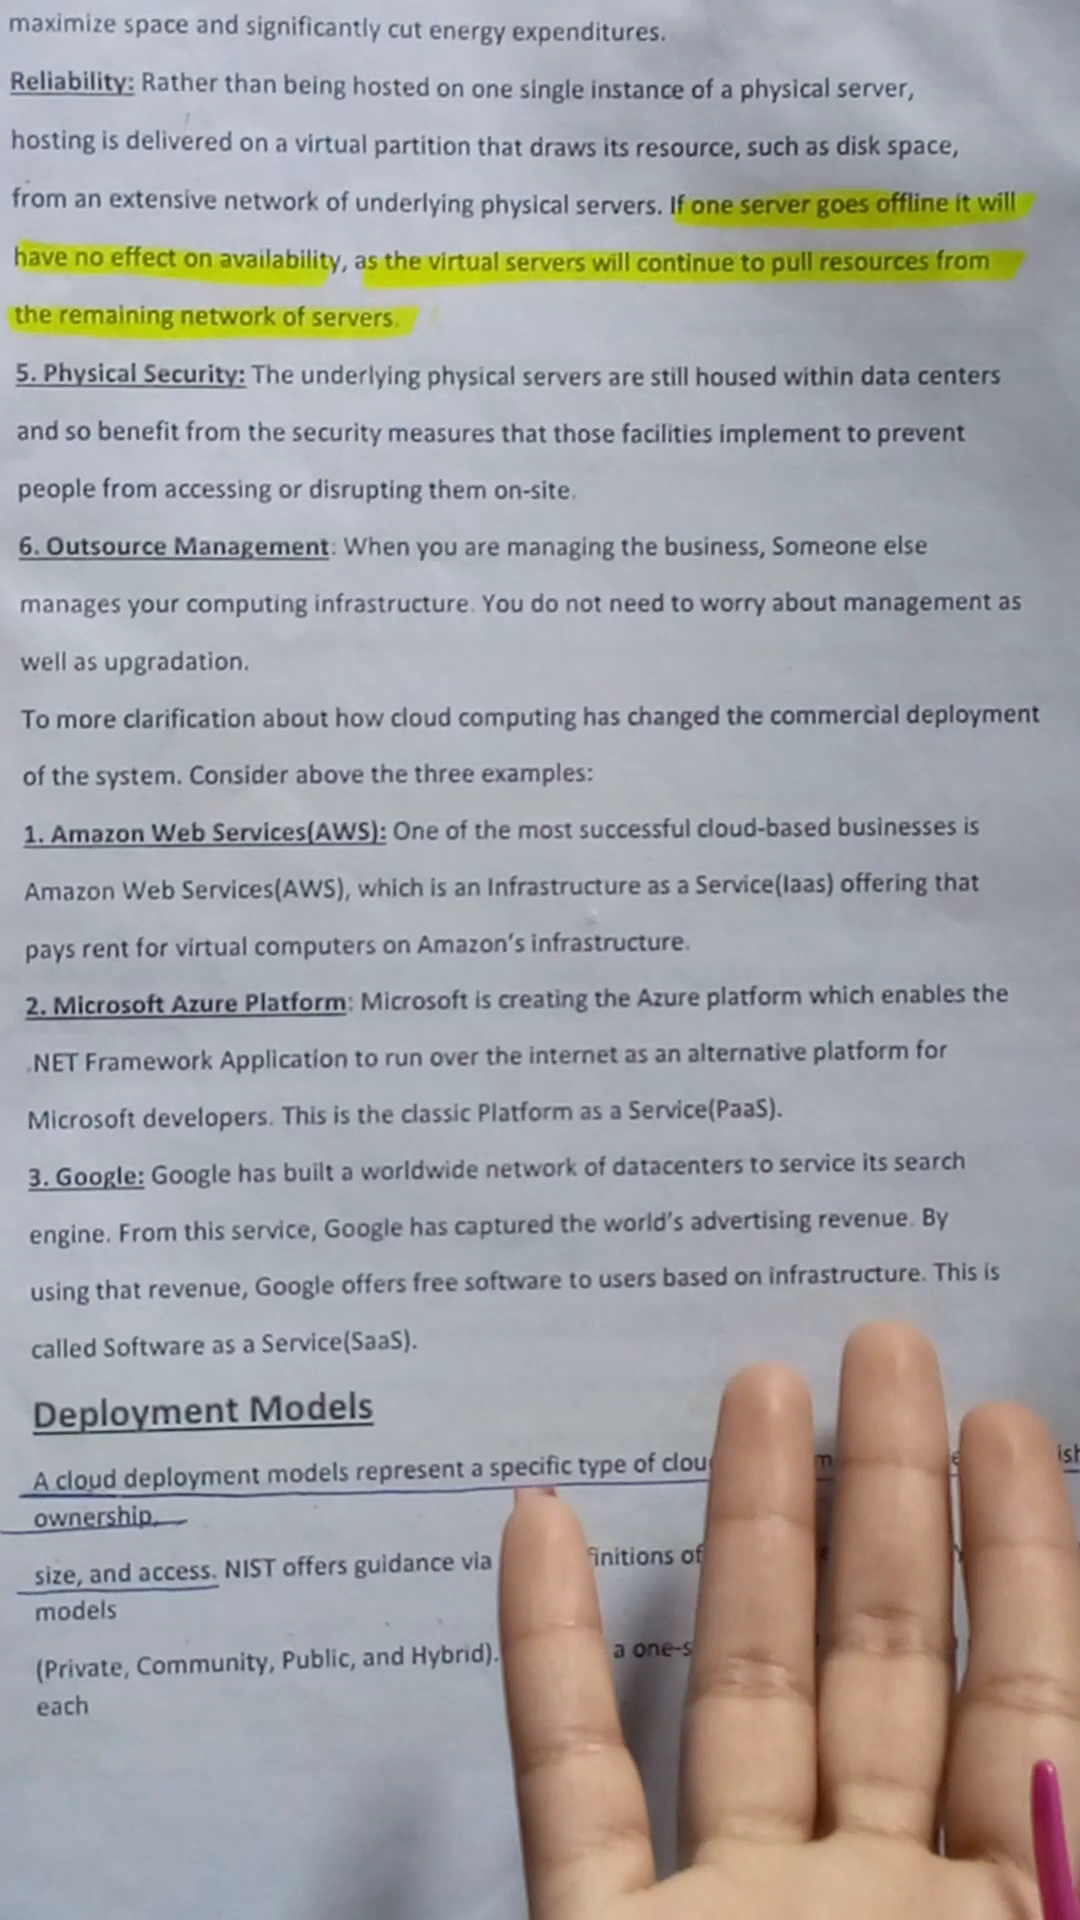 maximize space and significantly cut energy expenditures.
Reliability: Rather than being hosted on one single instance of a physical server,
hosting is delivered on a virtual partition that draws its resource, such as disk space,
from an extensive network of underlying physical servers. If one server goes offline it will
have no effect on availability, as the virtual servers will continue to pull resources from
the remaining network of servers.
5. Physical Security: The underlying physical servers are still housed within data centers
and so benefit from the security measures that those facilities implement to prevent
people from accessing or disrupting them on-site.
6. Outsource Management: When you are managing the business, Someone else
manages your computing infrastructure. You do not need to worry about management as
well as upgradation.
To more clarification about how cloud computing has changed the commercial deployment
of the system. Consider above the three examples:
1. Amazon Web Services(AWS): One of the most successful cloud-based businesses is
Amazon Web Services(AWS), which is an Infrastructure as a Service(Iaas) offering that
pays rent for virtual computers on Amazon's infrastructure.
2. Microsoft Azure Platform: Microsoft is creating the Azure platform which enables the
.NET Framework Application to run over the internet as an alternative platform for
Microsoft developers. This is the classic Platform as a Service(PaaS).
3. Google: Google has built a worldwide network of datacenters to service its search
engine. From this service, Google has captured the world's advertising revenue. By
using that revenue, Google offers free software to users based on infrastructure. This is
called Software as a Service(SaaS).
Deployment Models
A cloud deployment models represent a specific type of
ownership,
size, and access. NIST offers guidance via of
models
(Private, Community, Public, and Hybrid). a
each